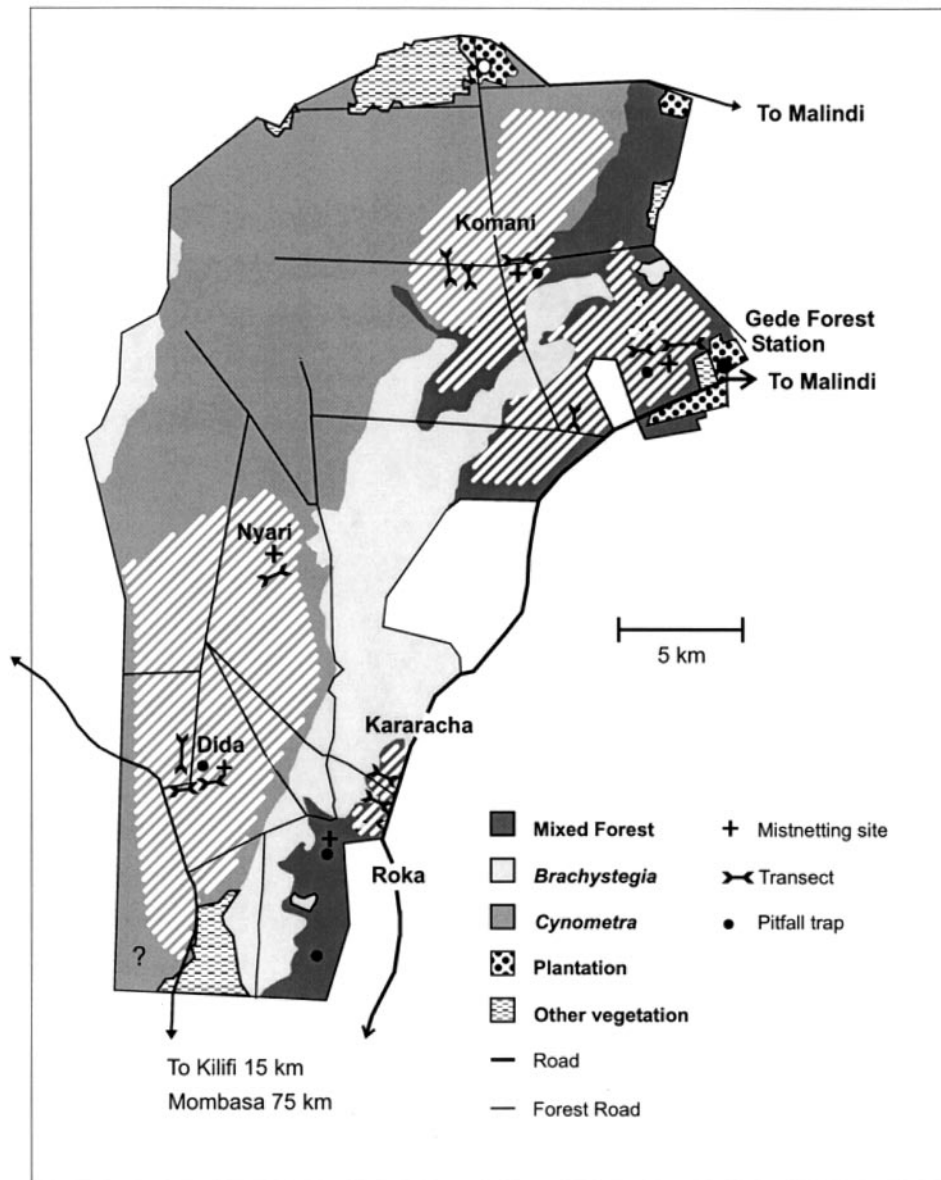 To Malindi
Komani
Gede Forest
Station
To Malindi
Nyari
5 km
Kararacha
Dida
Roka
?
To Kilifi 15 km
Mombasa 75 km
Mixed Forest
Brachystegia
Cynometra
Plantation
Other vegetation
Road
Forest Road
Mistnetting site
Transect
Pitfall trap